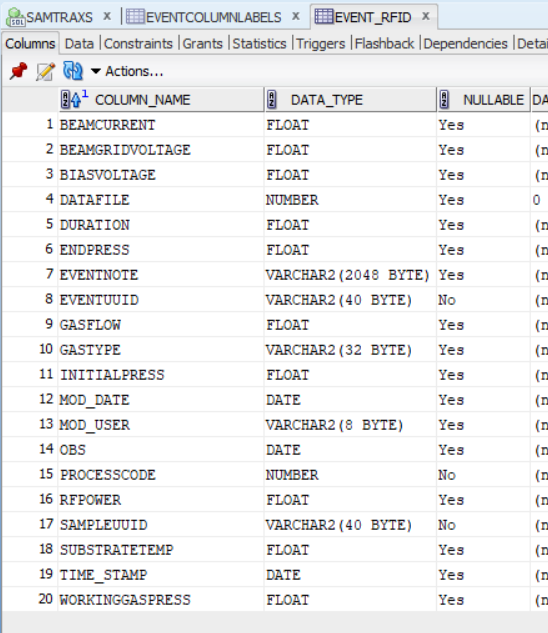 SQL SAMTRAXS x EVENTCOLUMNLABELS x EVENT_RFID x
Columns Data Constraints Grants Statistics Triggers Flashback Dependencies Detai
Actions...
1 COLUMN_NAME DATA_TYPE NULLABLE DA
1 BEAMCURRENT FLOAT Yes (n
2 BEAMGRIDVOLTAGE FLOAT Yes (n
3 BIASVOLTAGE FLOAT Yes (n
4 DATAFILE NUMBER Yes 0
5 DURATION FLOAT Yes (n
6 ENDPRESS FLOAT Yes (n
7 EVENTNOTE VARCHAR2(2048 BYTE) Yes (n
8 EVENTUUID VARCHAR2(40 BYTE) No (n
9 GASFLOW FLOAT Yes (n
10 GASTYPE VARCHAR2(32 BYTE) Yes (n
11 INITIALPRESS FLOAT Yes (n
12 MOD_DATE DATE Yes (n
13 MOD_USER VARCHAR2(8 BYTE) Yes (n
14 OBS DATE Yes (n
15 PROCESSCODE NUMBER No (n
16 RFPOWER FLOAT Yes (n
17 SAMPLEUUID VARCHAR2(40 BYTE) No (n
18 SUBSTRATETEMP FLOAT Yes (n
19 TIME_STAMP DATE Yes (n
20 WORKINGGASPRESS FLOAT Yes (n